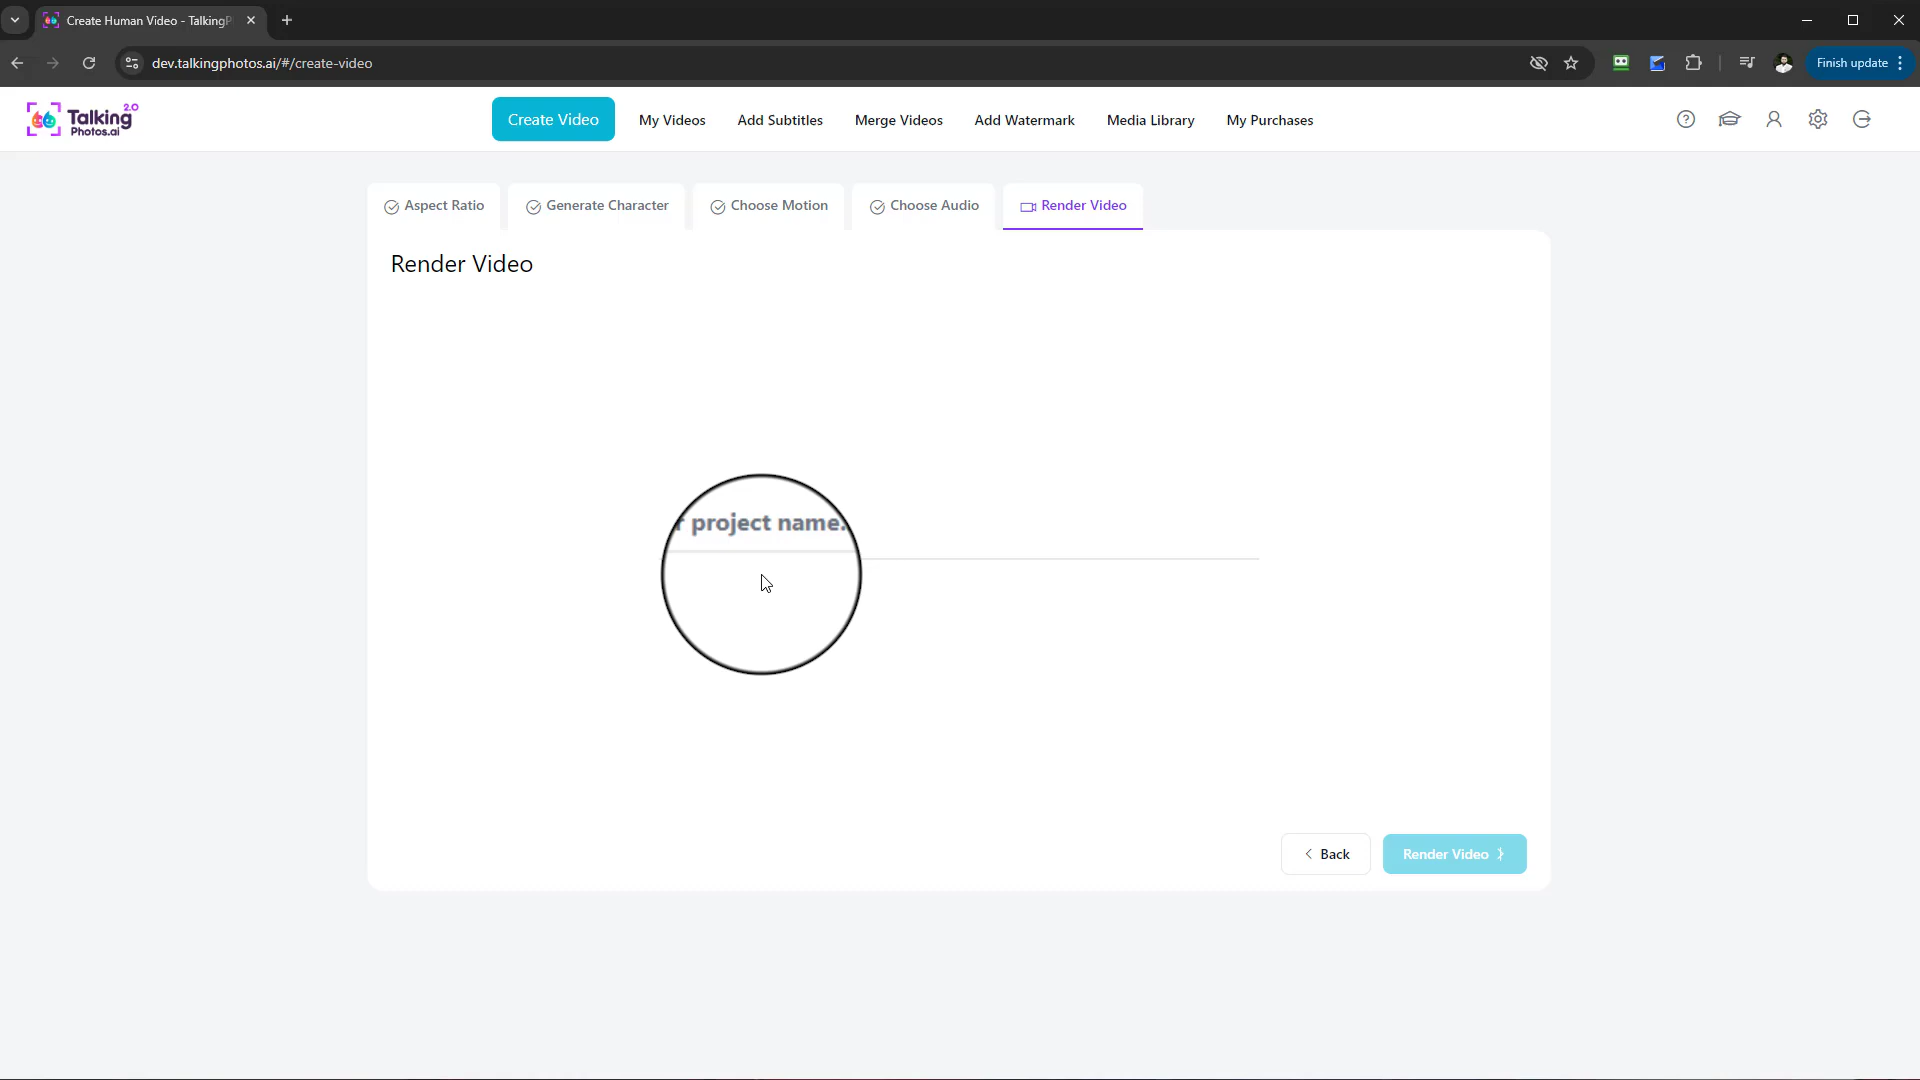 Create Human Video - TalkingP
dev.talkingphotos.ai/#/create-video
Finish update
Talking 2.0
Photos.ai
Create Video
My Videos
Add Subtitles
Merge Videos
Add Watermark
Media Library
My Purchases
Aspect Ratio
Generate Character
Choose Motion
Choose Audio
Render Video
Render Video
r project name.
Back
Render Video